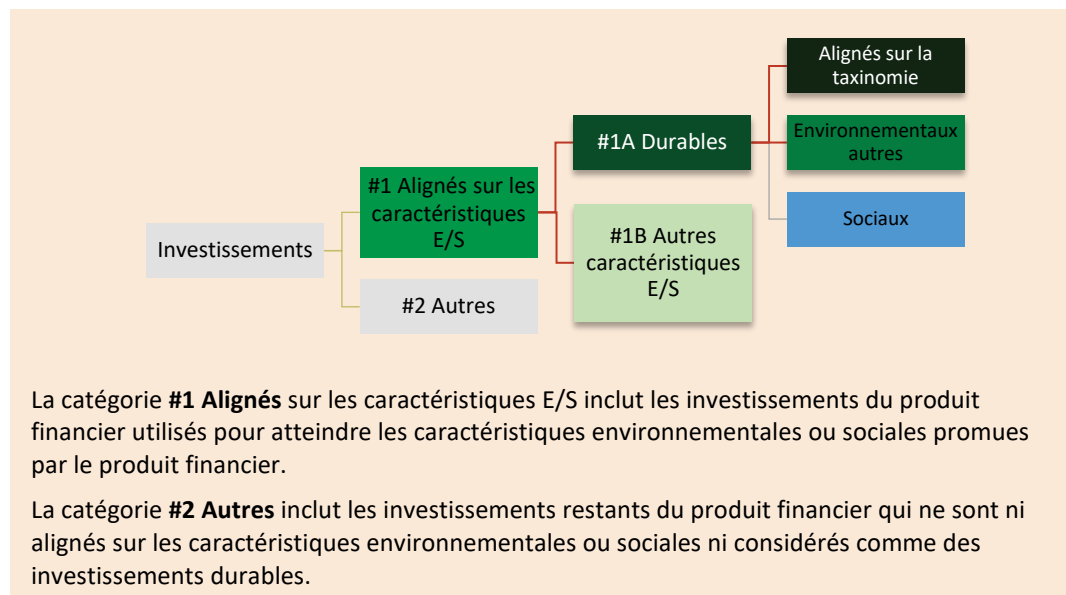 Alignés sur la
taxinomie
#1A Durables
Environnementaux
autres
#1 Alignés sur les
caractéristiques
E/S
Sociaux
#1B Autres
caractéristiques
E/S
Investissements
#2 Autres
La catégorie #1 Alignés sur les caractéristiques E/S inclut les investissements du produit
financier utilisés pour atteindre les caractéristiques environnementales ou sociales promues
par le produit financier.
La catégorie #2 Autres inclut les investissements restants du produit financier qui ne sont ni
alignés sur les caractéristiques environnementales ou sociales ni considérés comme des
investissements durables.